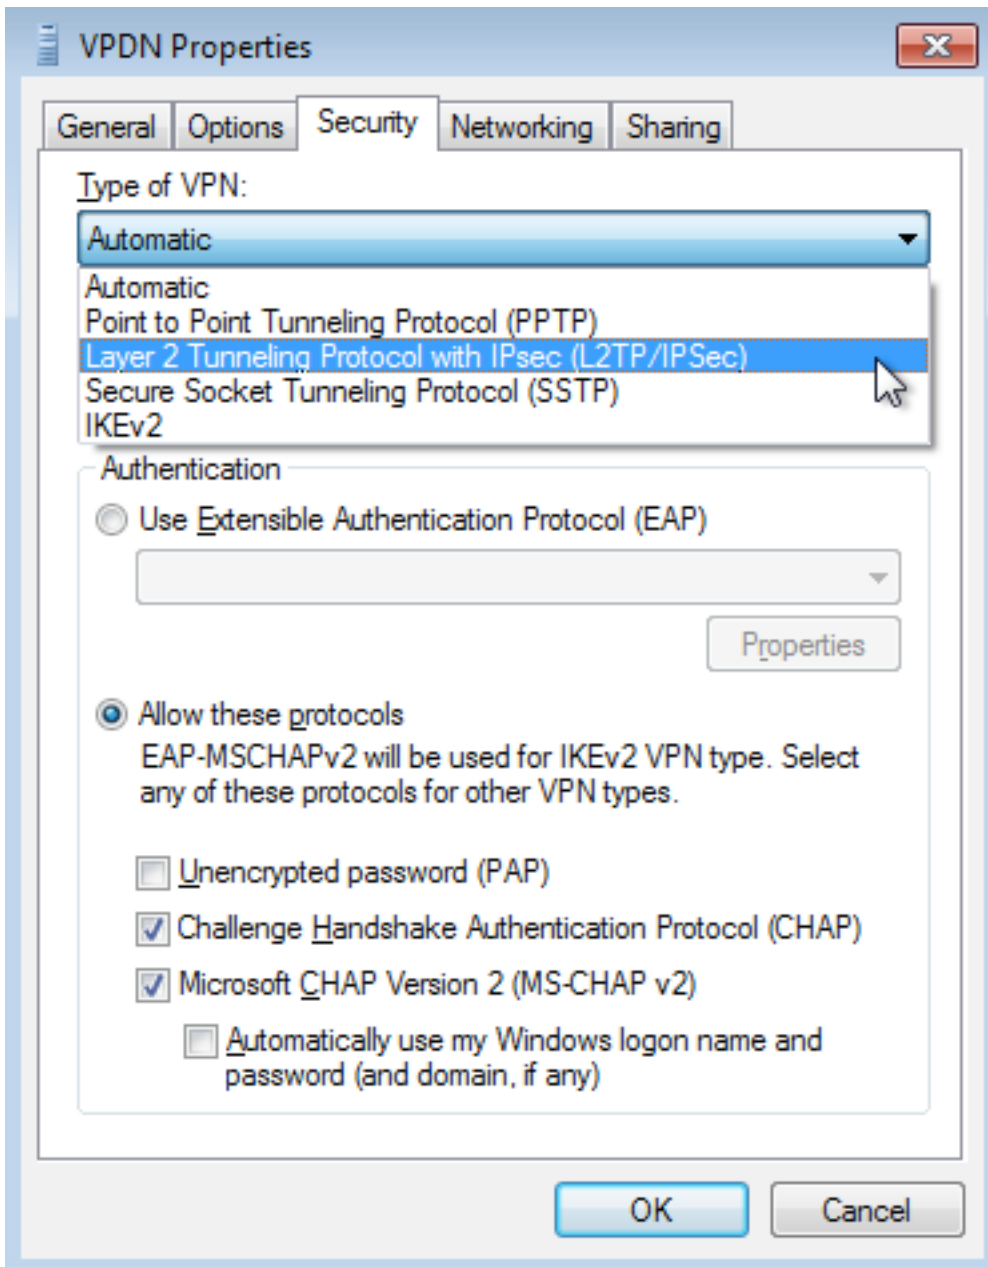 VPDN Properties
General Options Security Networking Sharing
Type of VPN:
Automatic
Automatic
Point to Point Tunneling Protocol (PPTP)
Layer 2 Tunneling Protocol with IPsec (L2TP/IPSec)
Secure Socket Tunneling Protocol (SSTP)
IKEv2
Authentication
Use Extensible Authentication Protocol (EAP)
Properties
Allow these protocols
EAP-MSCHAPv2 will be used for IKEv2 VPN type. Select
any of these protocols for other VPN types.
Unencrypted password (PAP)
Challenge Handshake Authentication Protocol (CHAP)
Microsoft CHAP Version 2 (MS-CHAP v2)
Automatically use my Windows logon name and
password (and domain, if any)
OK Cancel